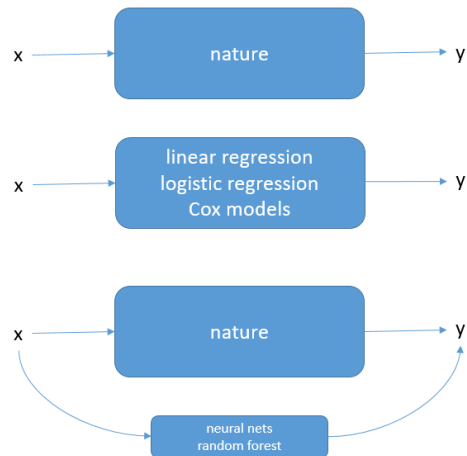 x nature y
x linear regression
logistic regression
Cox models y
x nature y
neural nets
random forest